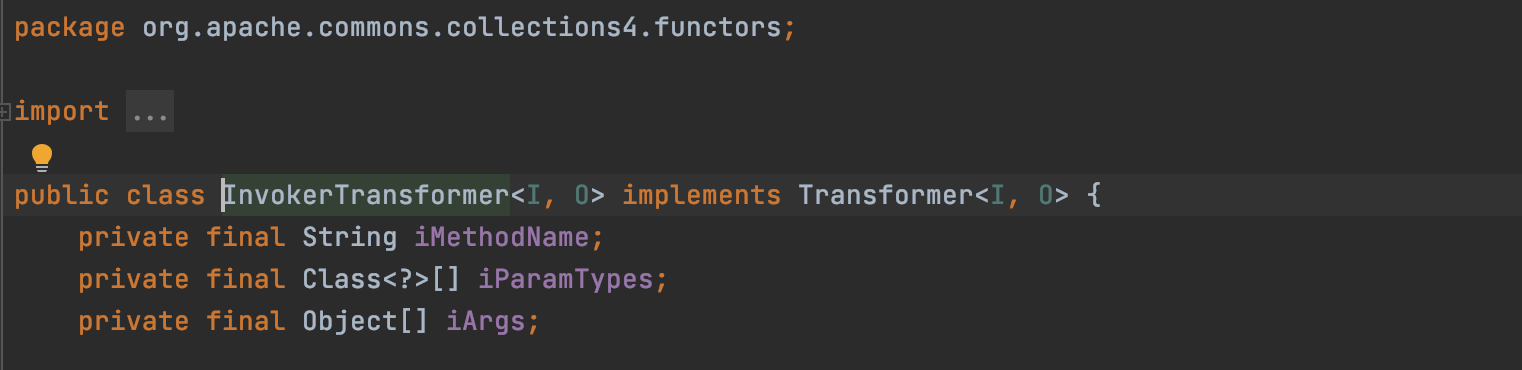 package org.apache.commons.collections4.functors;
import ...
public class InvokerTransformer<I, O> implements Transformer<I, O> {
private final String iMethodName;
private final Class<?>[] iParamTypes;
private final Object[] iArgs;